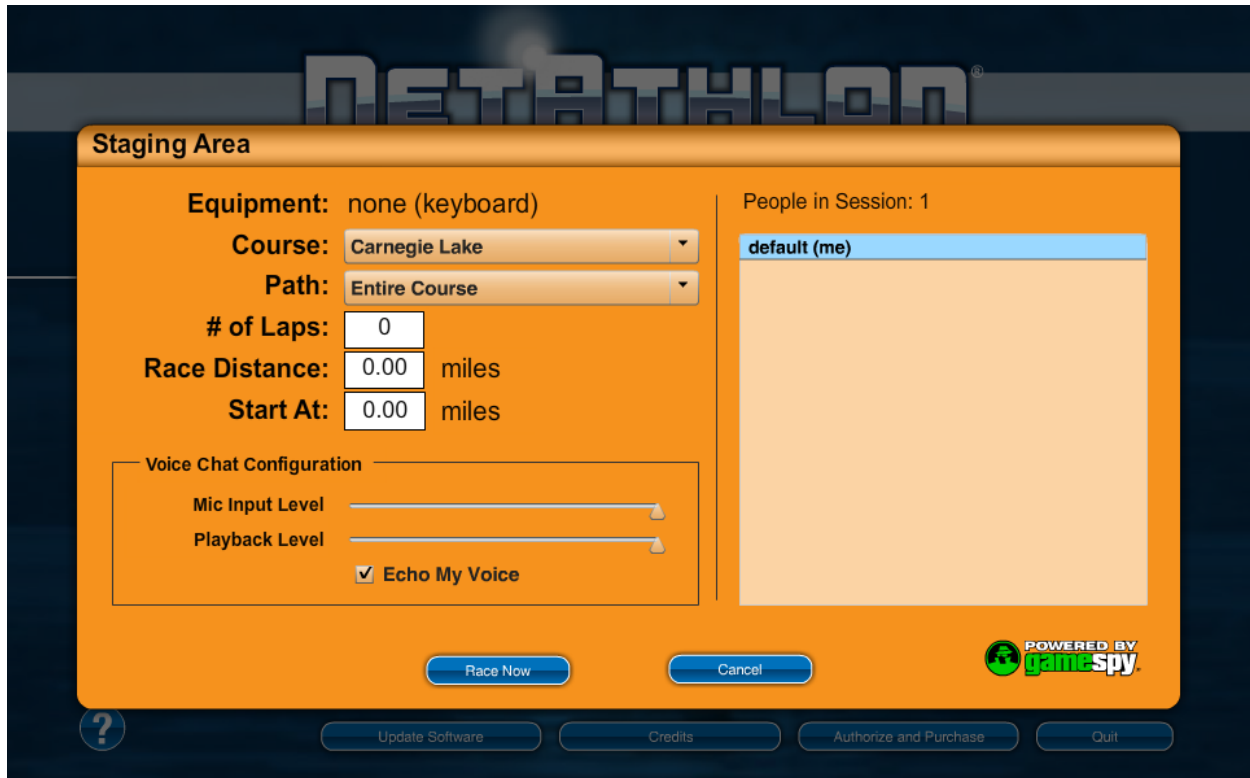 NETATHLON®
Staging Area
Equipment: none (keyboard)
Course: Carnegie Lake
Path: Entire Course
# of Laps: 0
Race Distance: 0.00 miles
Start At: 0.00 miles
Voice Chat Configuration
Mic Input Level
Playback Level
Echo My Voice
People in Session: 1
default (me)
Race Now
Cancel
POWERED BY
gamespy.
?
Update Software
Credits
Authorize and Purchase
Quit